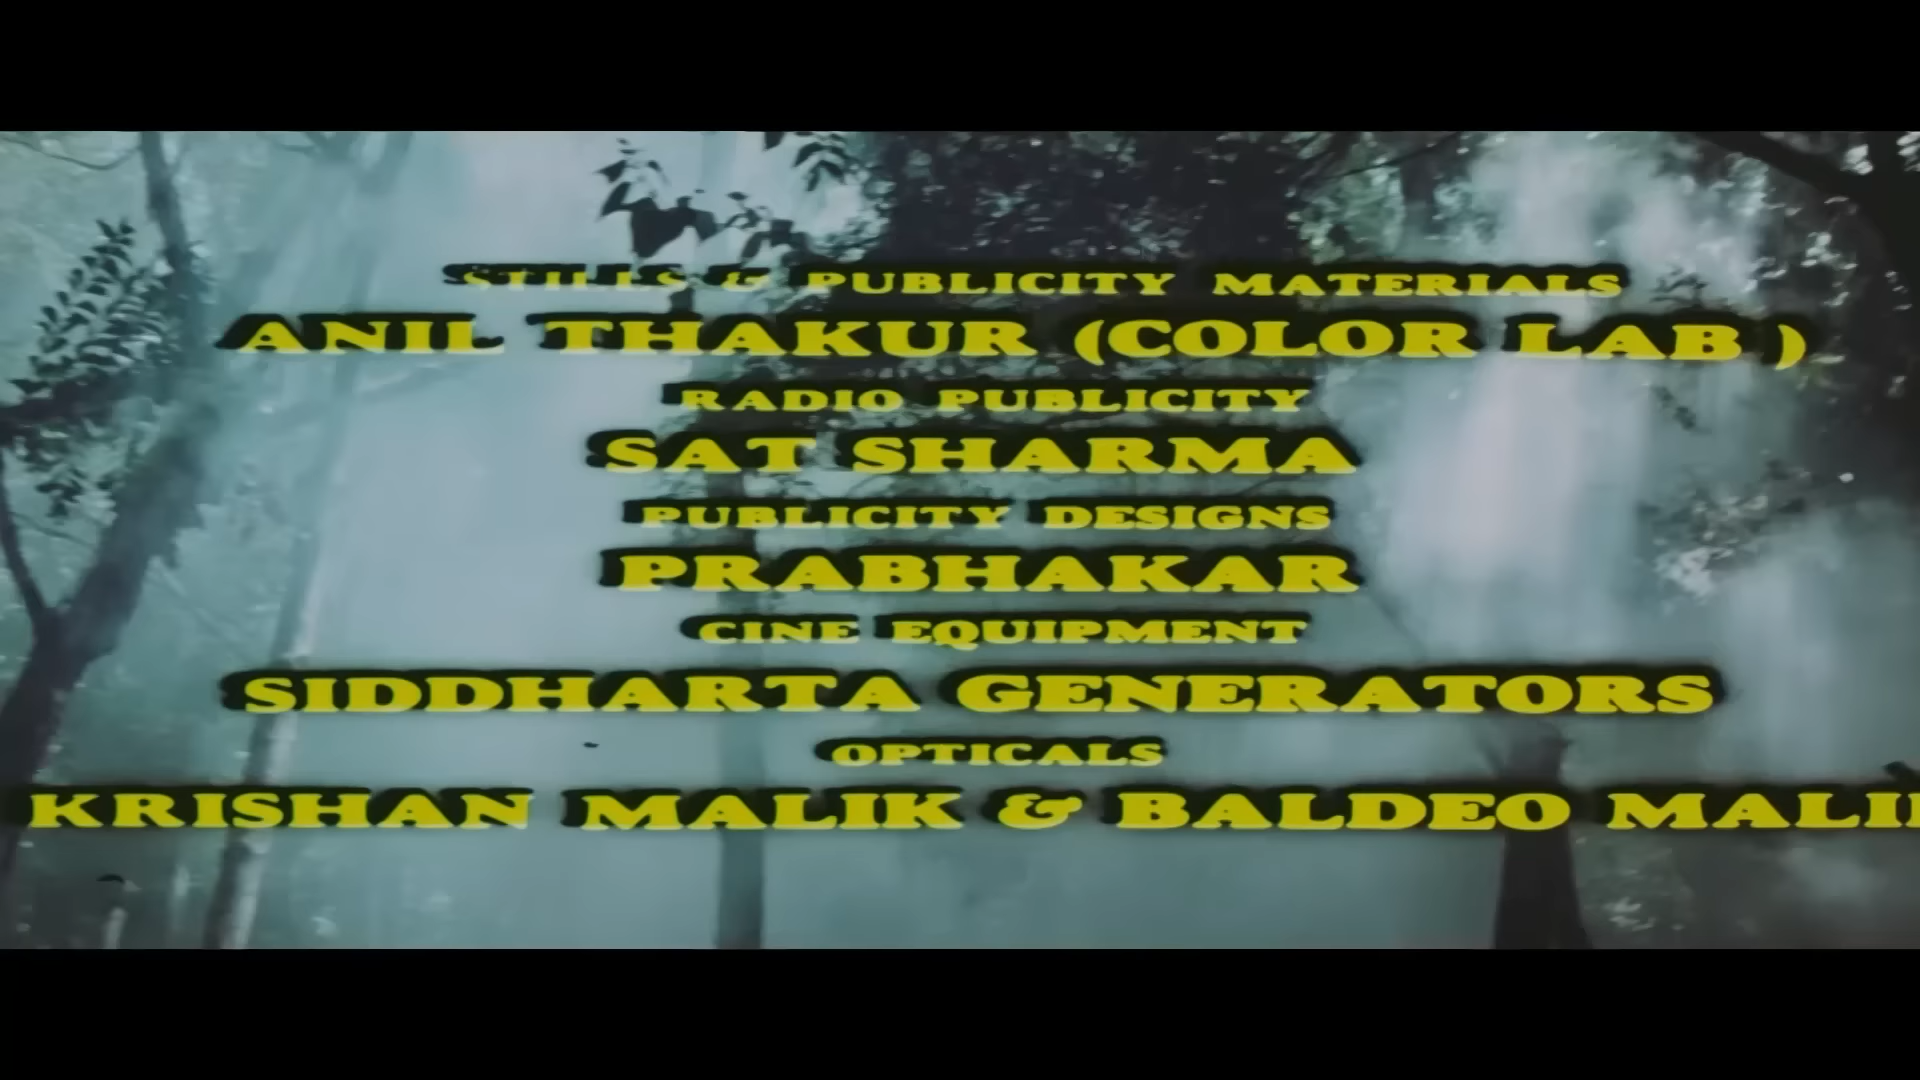 STILLS & PUBLICITY MATERIALS
ANIL THAKUR (COLOR LAB )
RADIO PUBLICITY
SAT SHARMA
PUBLICITY DESIGNS
PRABHAKAR
CINE EQUIPMENT
SIDDHARTA GENERATORS
OPTICALS
KRISHAN MALIK & BALDEO